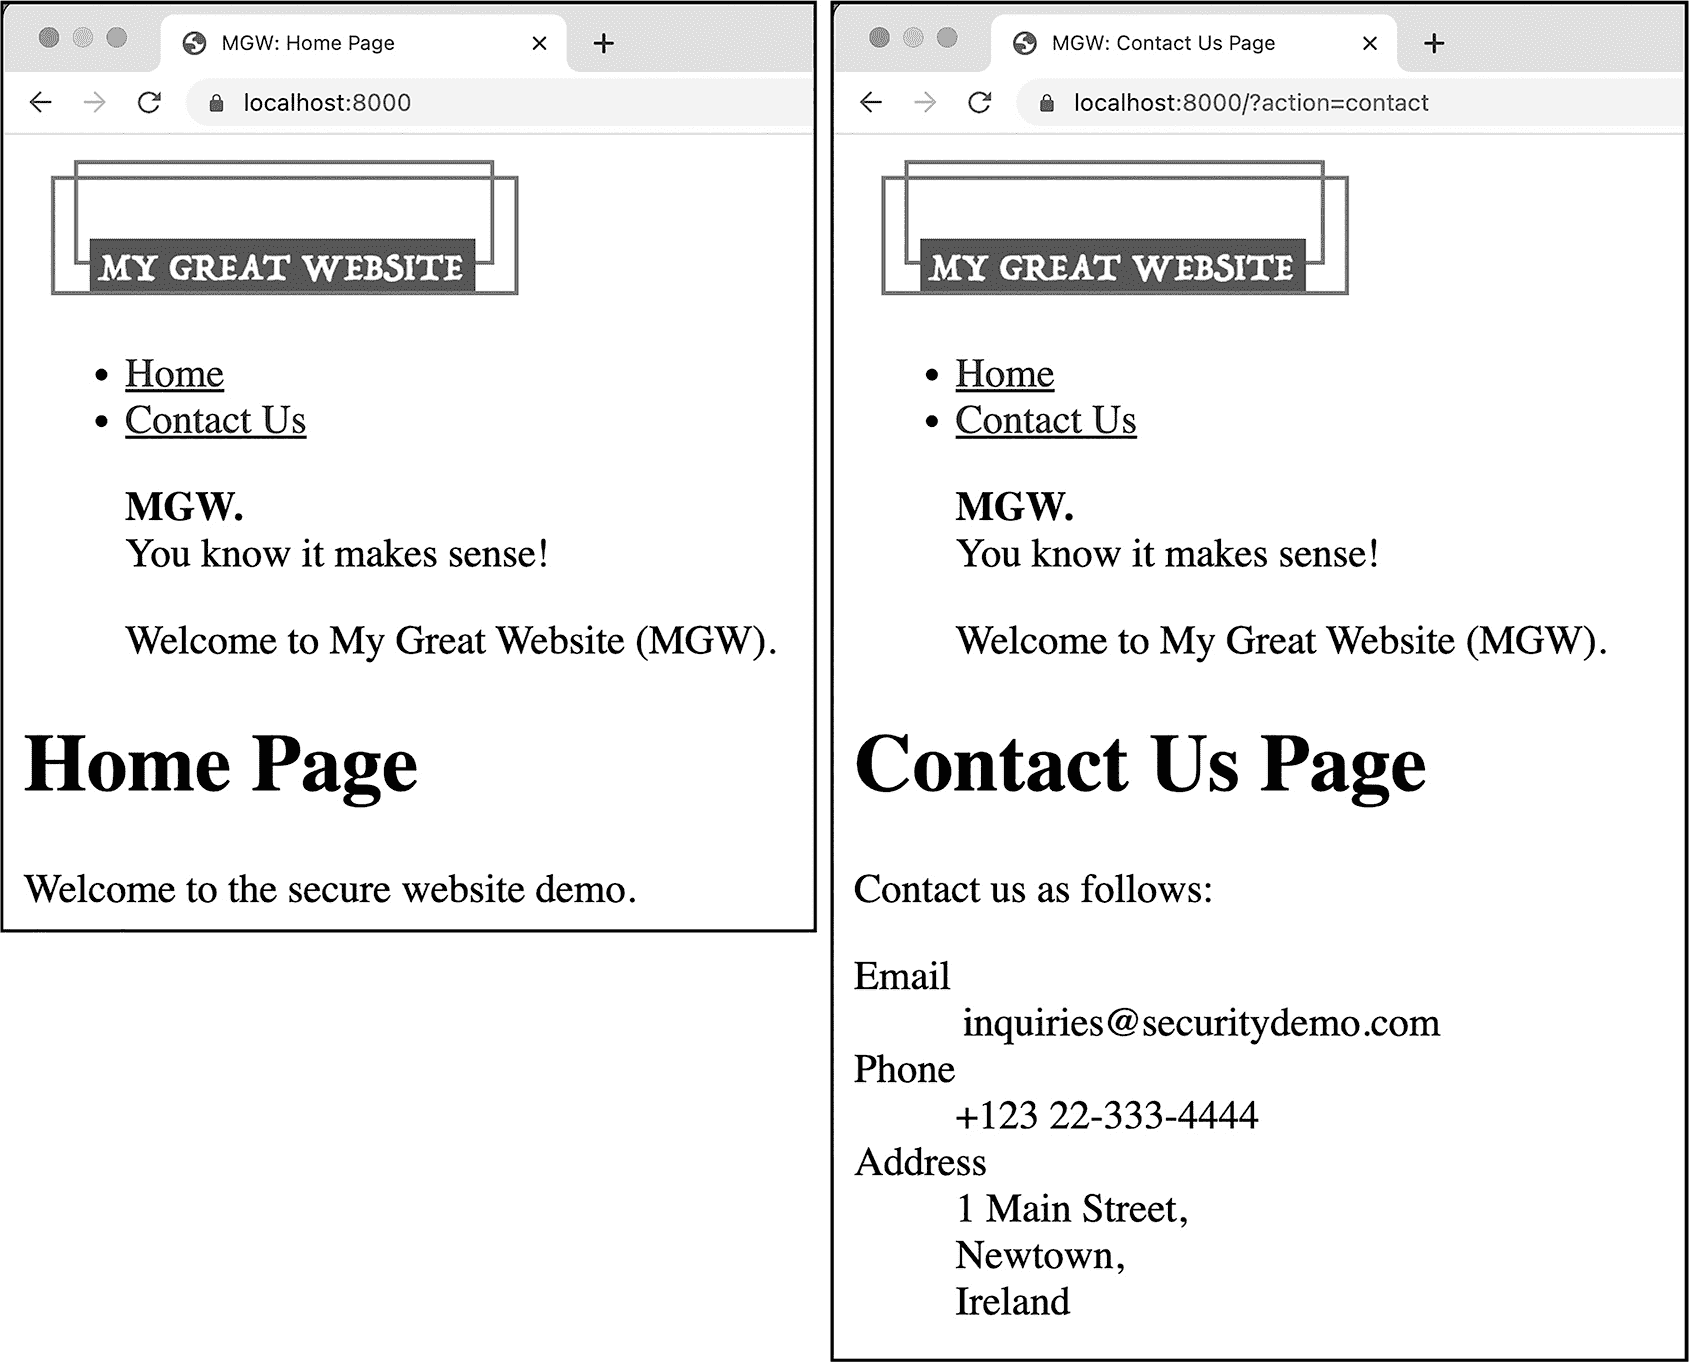 MGW: Home Page
localhost:8000
MY GREAT WEBSITE
Home
Contact Us
MGW.
You know it makes sense!
Welcome to My Great Website (MGW).
Home Page
Welcome to the secure website demo.
MGW: Contact Us Page
localhost:8000/?action=contact
MY GREAT WEBSITE
Home
Contact Us
MGW.
You know it makes sense!
Welcome to My Great Website (MGW).
Contact Us Page
Contact us as follows:
Email
inquiries@securitydemo.com
Phone
+123 22-333-4444
Address
1 Main Street,
Newtown,
Ireland